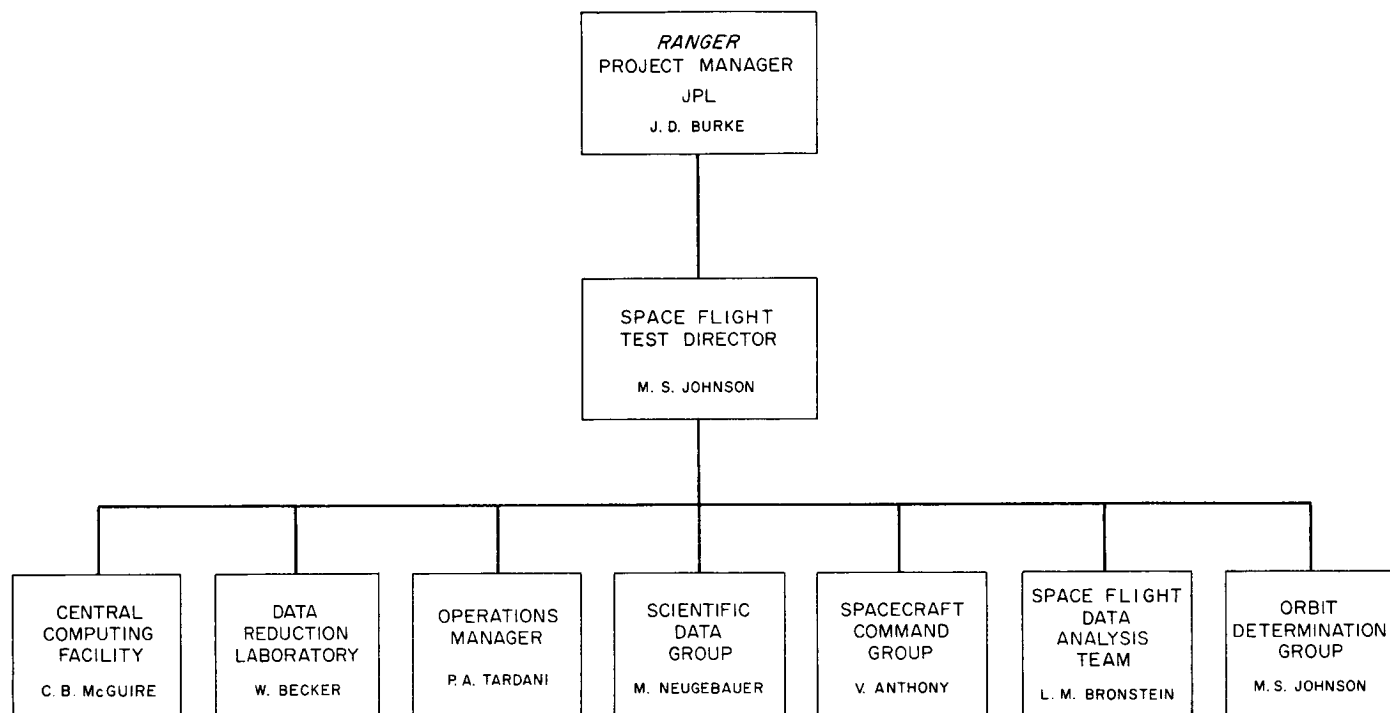 RANGER
PROJECT MANAGER
JPL
J. D. BURKE
SPACE FLIGHT
TEST DIRECTOR
M. S. JOHNSON
CENTRAL
COMPUTING
FACILITY
C. B. McGUIRE
DATA
REDUCTION
LABORATORY
W. BECKER
OPERATIONS
MANAGER
P. A. TARDANI
SCIENTIFIC
DATA
GROUP
M. NEUGEBAUER
SPACECRAFT
COMMAND
GROUP
V. ANTHONY
SPACE FLIGHT
DATA
ANALYSIS
TEAM
L. M. BRONSTEIN
ORBIT
DETERMINATION
GROUP
M. S. JOHNSON